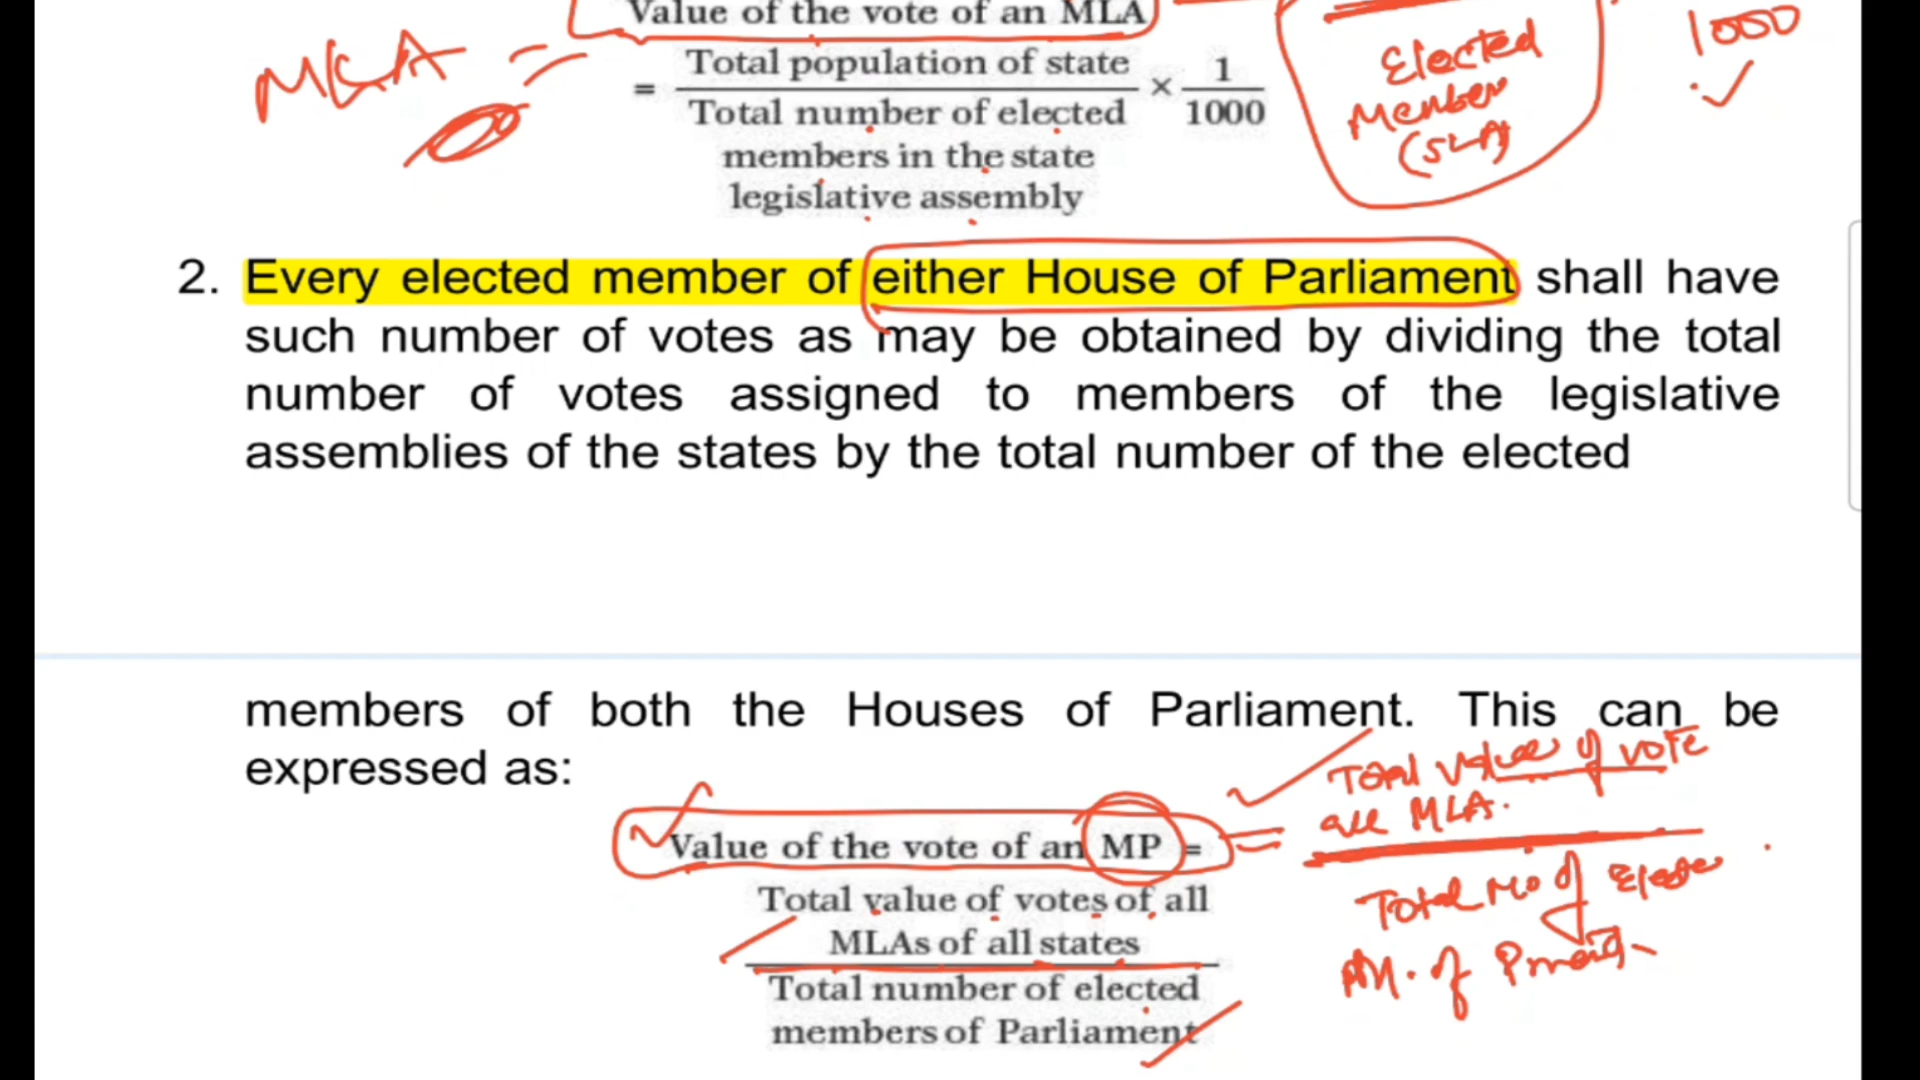 Value of the vote of an MLA
MLA =
= Total population of state × 1
Total number of elected 1000
members in the state
legislative assembly
Elected
Member
(SLA)
1000
2. Every elected member of either House of Parliament shall have
such number of votes as may be obtained by dividing the total
number of votes assigned to members of the legislative
assemblies of the states by the total number of the elected
members of both the Houses of Parliament. This can be
expressed as:
Value of the vote of an MP =
Total value of votes of all
MLAs of all states
Total number of elected
members of Parliament
= Total value of vote
all MLA.
Total No of
M. of